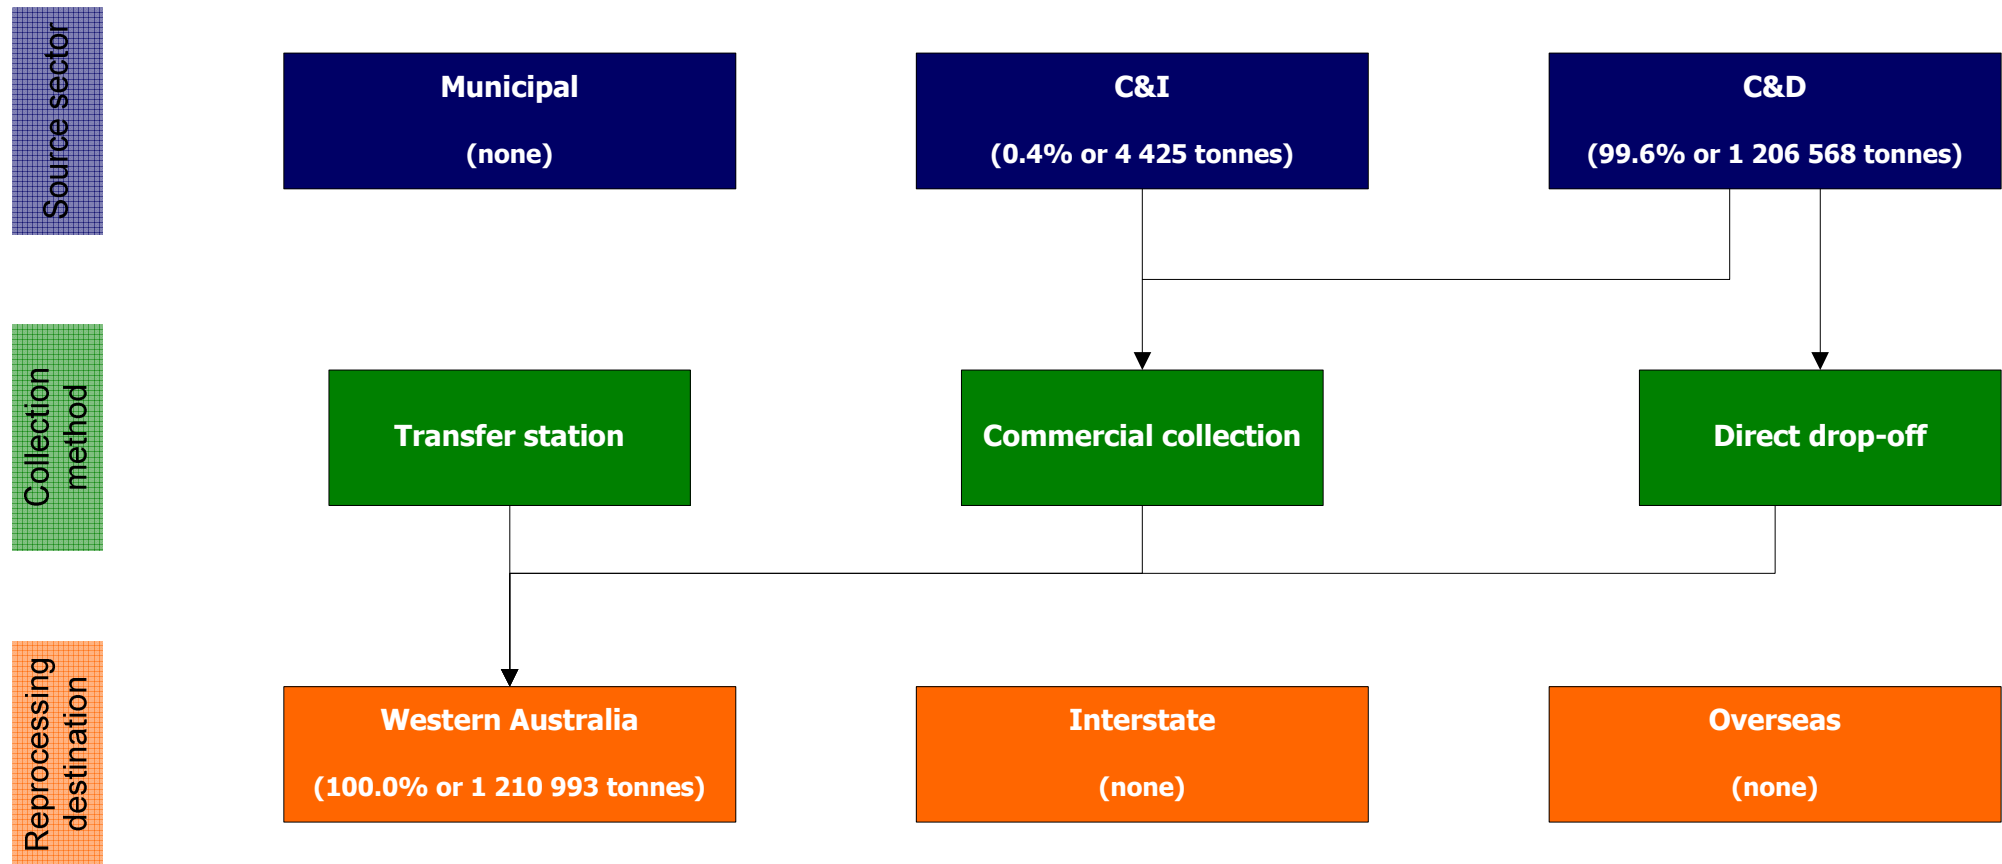 Source sector
Municipal
(none)
C&I
(0.4% or 4 425 tonnes)
C&D
(99.6% or 1 206 568 tonnes)
Collection
method
Transfer station
Commercial collection
Direct drop-off
Reprocessing
destination
Western Australia
(100.0% or 1 210 993 tonnes)
Interstate
(none)
Overseas
(none)